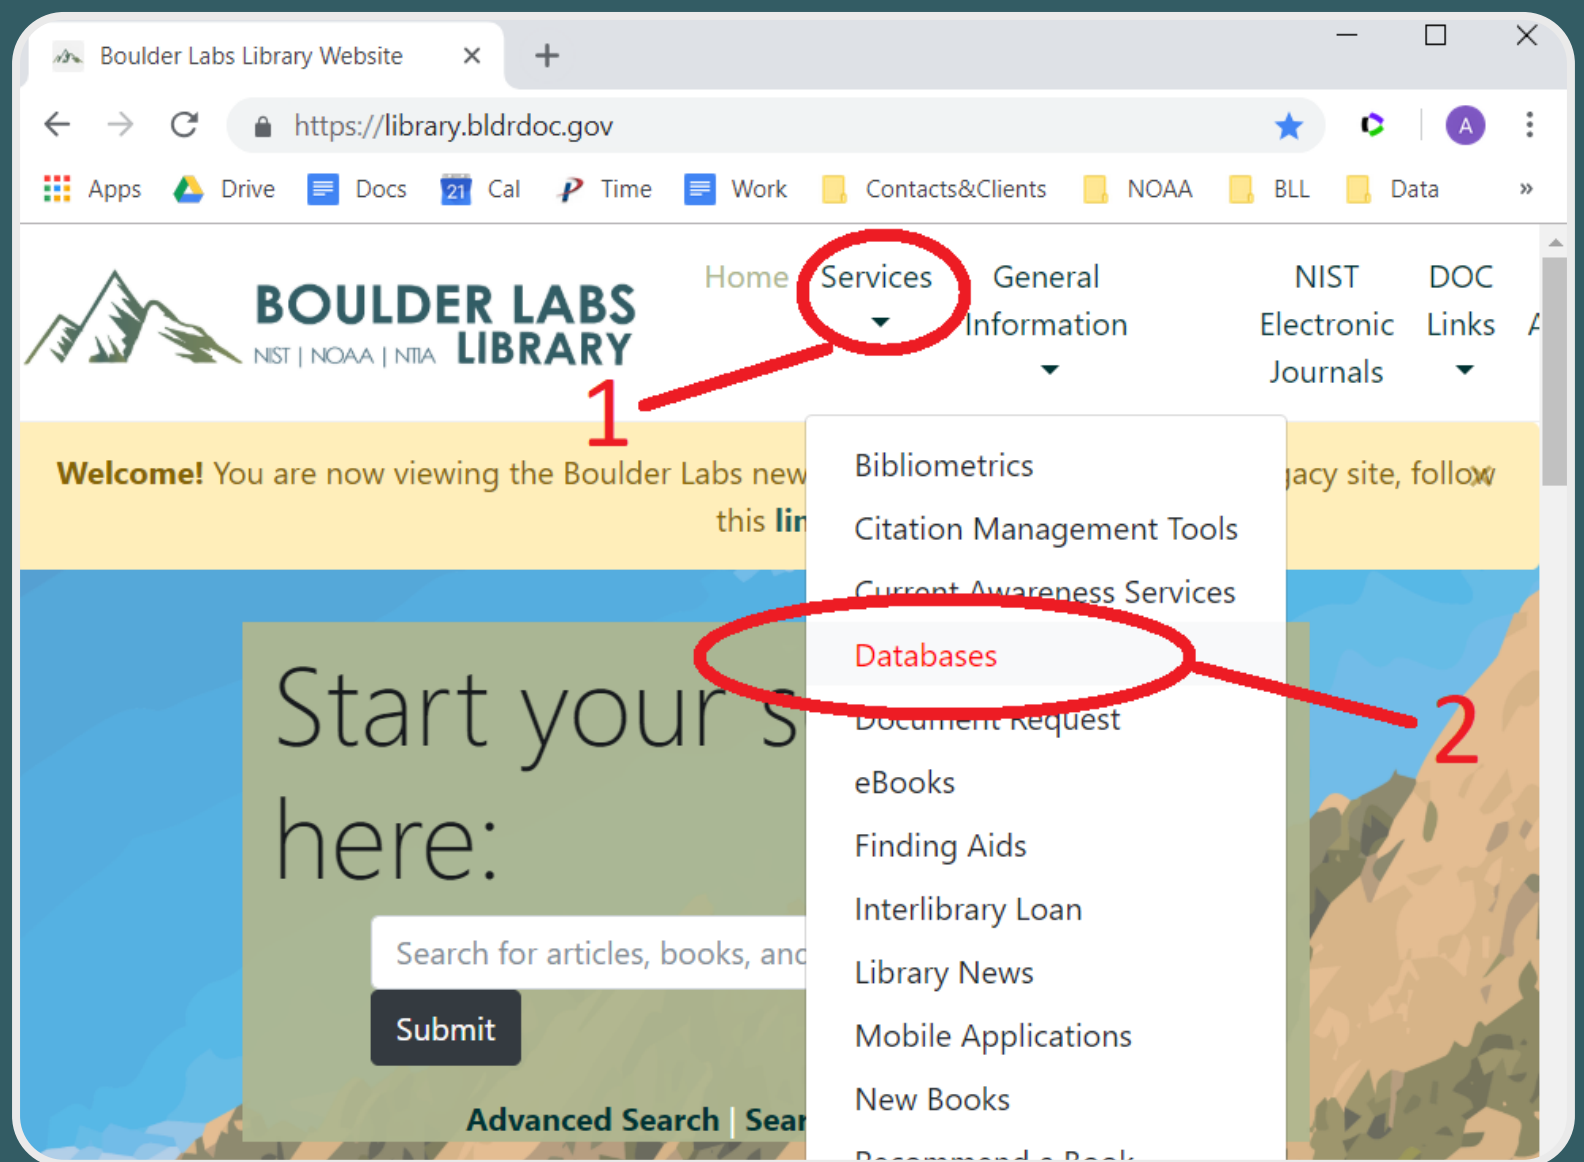 Boulder Labs Library Website
https://library.bldrdoc.gov
A
Apps Drive Docs 21 Cal Time Work Contacts&Clients NOAA BLL Data »
BOULDER LABS
NIST | NOAA | NTIA LIBRARY
Home
Services
General
Information
NIST
Electronic
Journals
DOC
Links
1
Welcome! You are now viewing the Boulder Labs new site, follow
this
Bibliometrics
Citation Management Tools
Current Awareness Services
Databases
2
Document Request
eBooks
Finding Aids
Interlibrary Loan
Library News
Mobile Applications
New Books
Recommend a Book
Start your
here:
Search for articles, books,
Submit
Advanced Search |